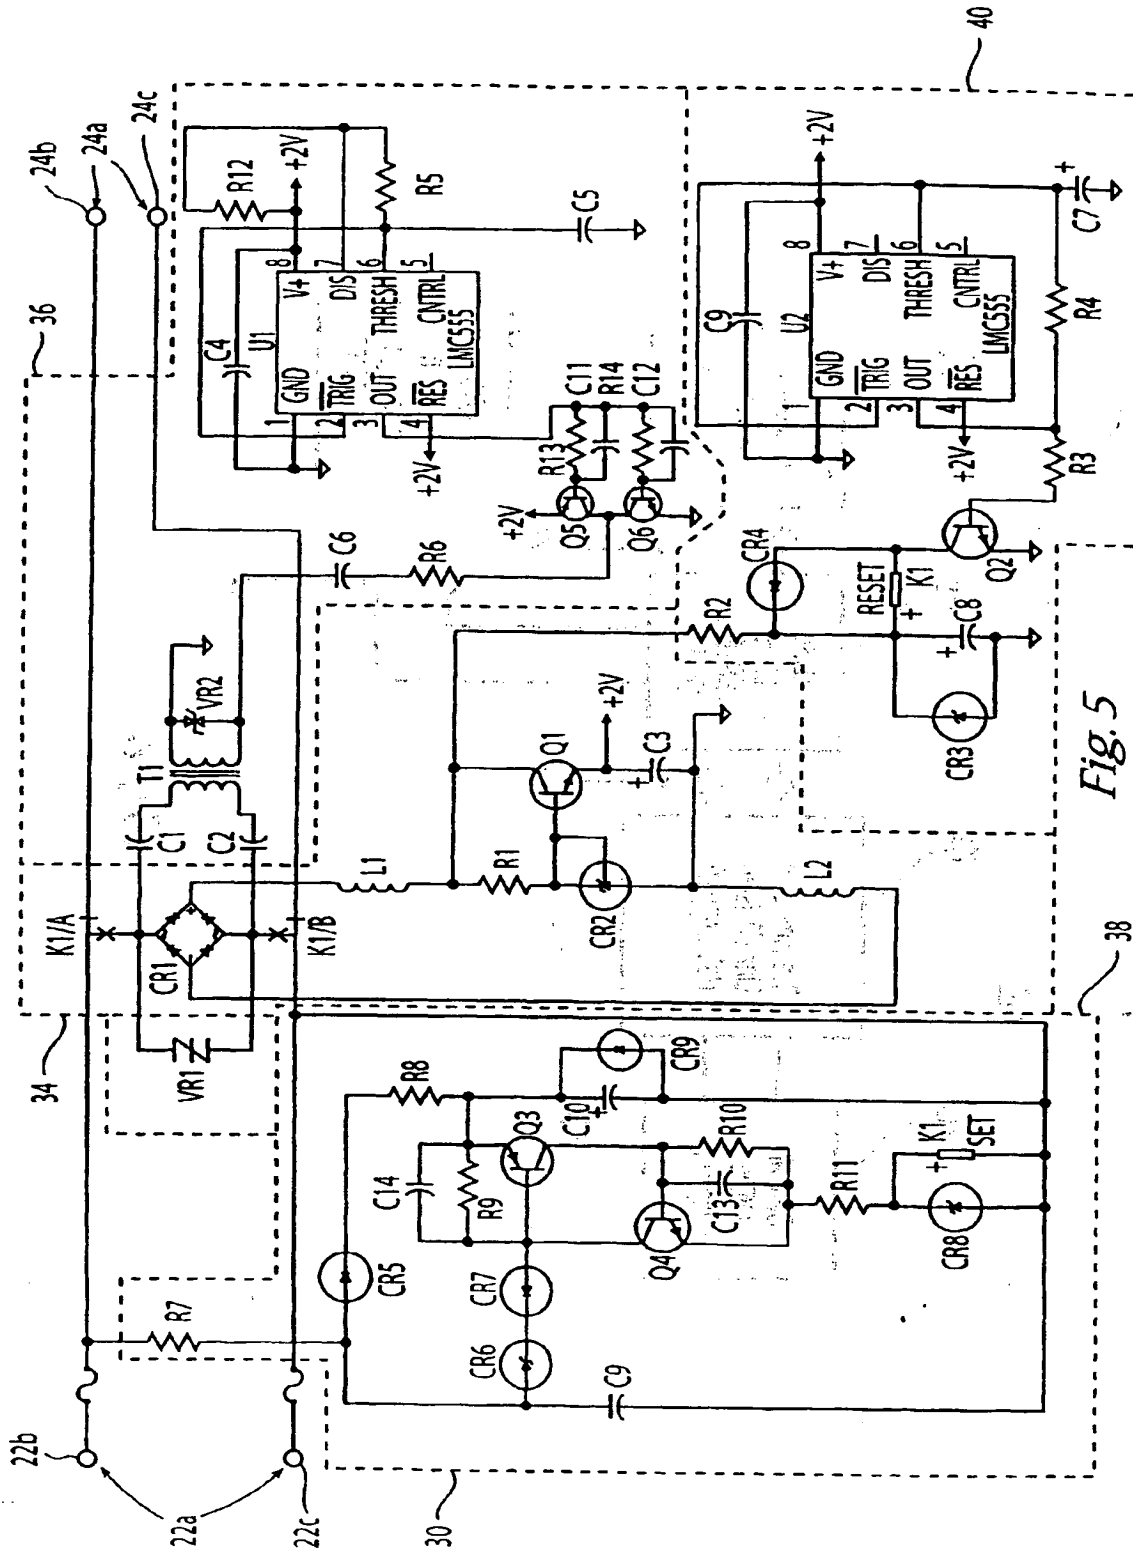 22b
22a
22c
R7
30
34
VR1
K1/A
CR1
K1/B
C1
C2
T1
VR2
36
24b
24a
24c
C6
R6
L1
R1
CR2
L2
Q1
+2V
C3
R2
R12
+2V
C4
U1
8
V+
7
DIS
6
THRESH
5
CNTRL
LMC555
1
GND
2
TRIG
3
OUT
4
RES
+2V
R5
C5
C11
R14
C12
R13
+2V
Q5
Q6
40
+2V
C9
U2
8
V+
7
DIS
6
THRESH
5
CNTRL
LMC555
1
GND
2
TRIG
3
OUT
4
RES
+2V
R4
C7
+
R3
Q2
CR4
RESET
K1
+
C8
+
CR3
CR5
R8
C14
R9
Q3
CR7
CR6
C9
C10
+
CR9
Q4
R10
C13
R11
K1
SET
+
CR8
38
Fig. 5